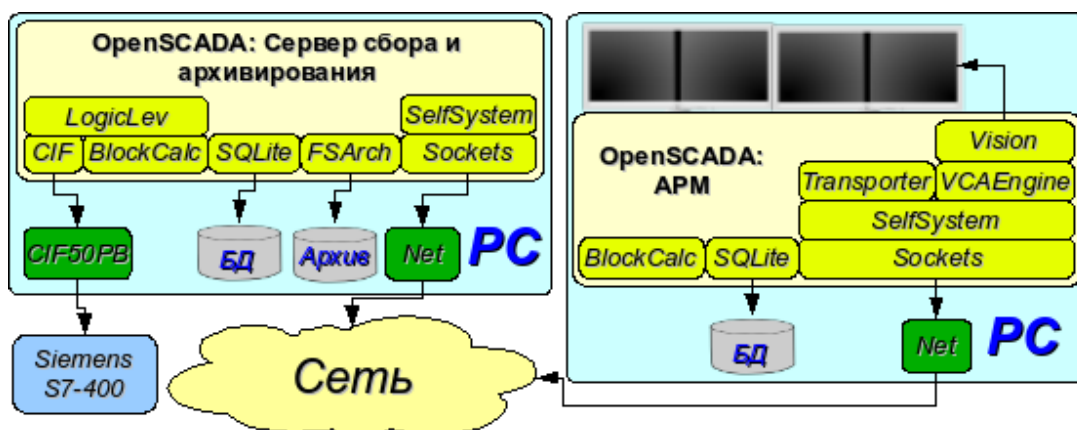 OpenSCADA: Сервер сбора и
архивирования
LogicLev
SelfSystem
CIF
BlockCalc
SQLite
FSArch
Sockets
CIF50PB
БД
Архив
Net
PC
Siemens
S7-400
Сеть
OpenSCADA:
АРМ
Vision
Transporter
VCAEngine
SelfSystem
BlockCalc
SQLite
Sockets
БД
Net
PC